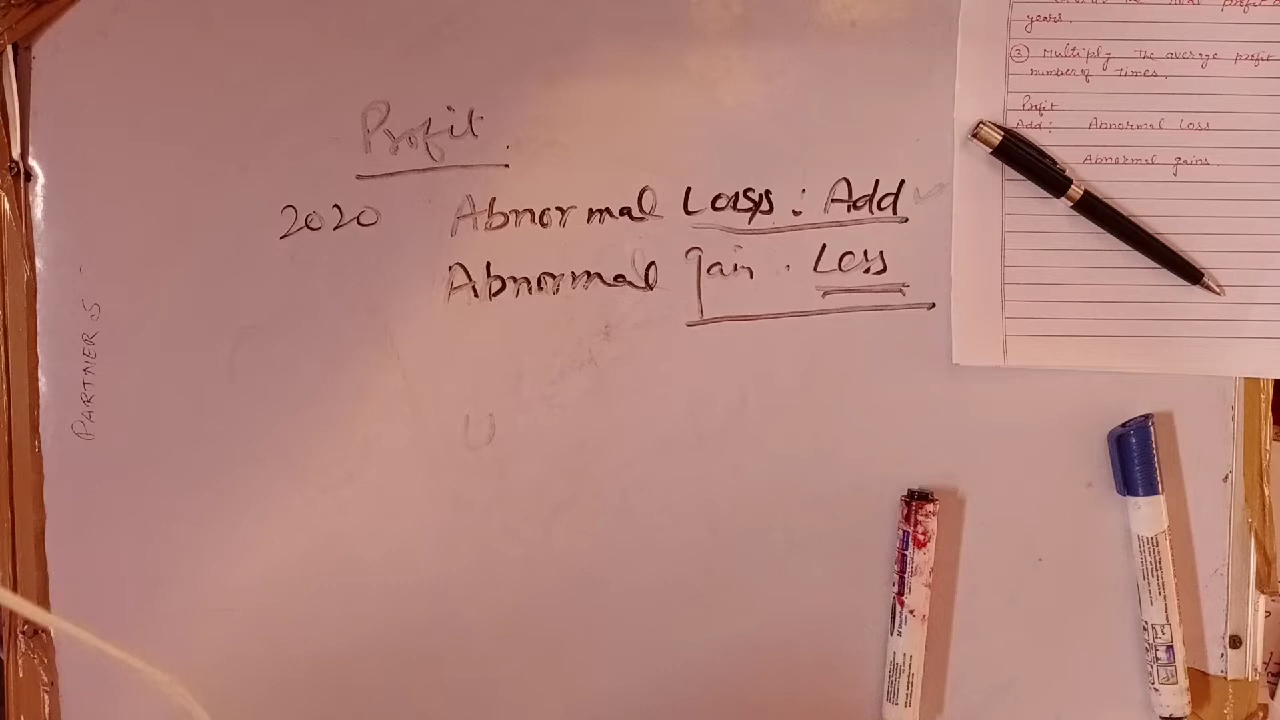 Profit
2020 Abnormal Losys : Add
Abnormal gain . Less
PARTNER'S
years.
③ Multiply the average profit
number of times.
Profit
Add: Abnormal Loss
Abnormal gains.